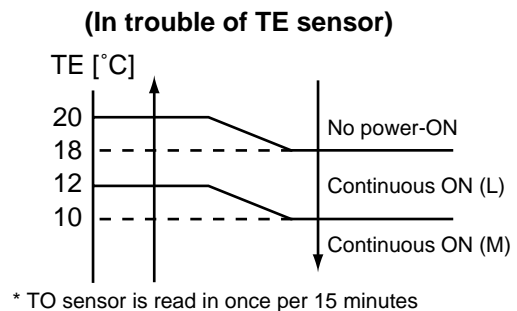 (In trouble of TE sensor)
TE [˚C]
20
No power-ON
18
12
Continuous ON (L)
10
Continuous ON (M)
* TO sensor is read in once per 15 minutes